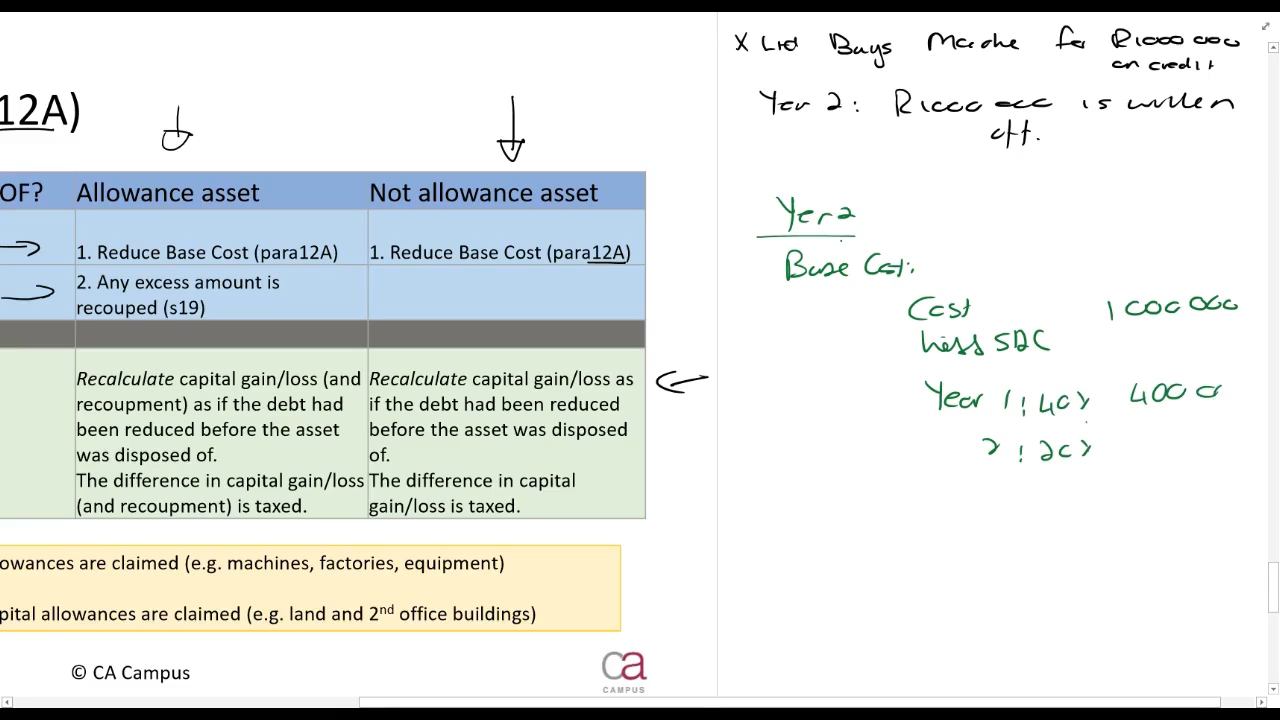 12A)
OF? Allowance asset Not allowance asset
1. Reduce Base Cost (para12A) 1. Reduce Base Cost (para12A)
2. Any excess amount is
recouped (s19)
Recalculate capital gain/loss (and
recoupment) as if the debt had
been reduced before the asset
was disposed of.
The difference in capital gain/loss
(and recoupment) is taxed.
Recalculate capital gain/loss as
if the debt had been reduced
before the asset was disposed
of.
The difference in capital
gain/loss is taxed.
owances are claimed (e.g. machines, factories, equipment)
pital allowances are claimed (e.g. land and 2nd office buildings)
© CA Campus
ca
CAMPUS
X Ltd Buys for R1000 000
on credit
Year 2: R1000 000 is written
off.
Year 2
Base Cost:
Cost 1 000 000
Less
Year 1: 40%
2: 20%